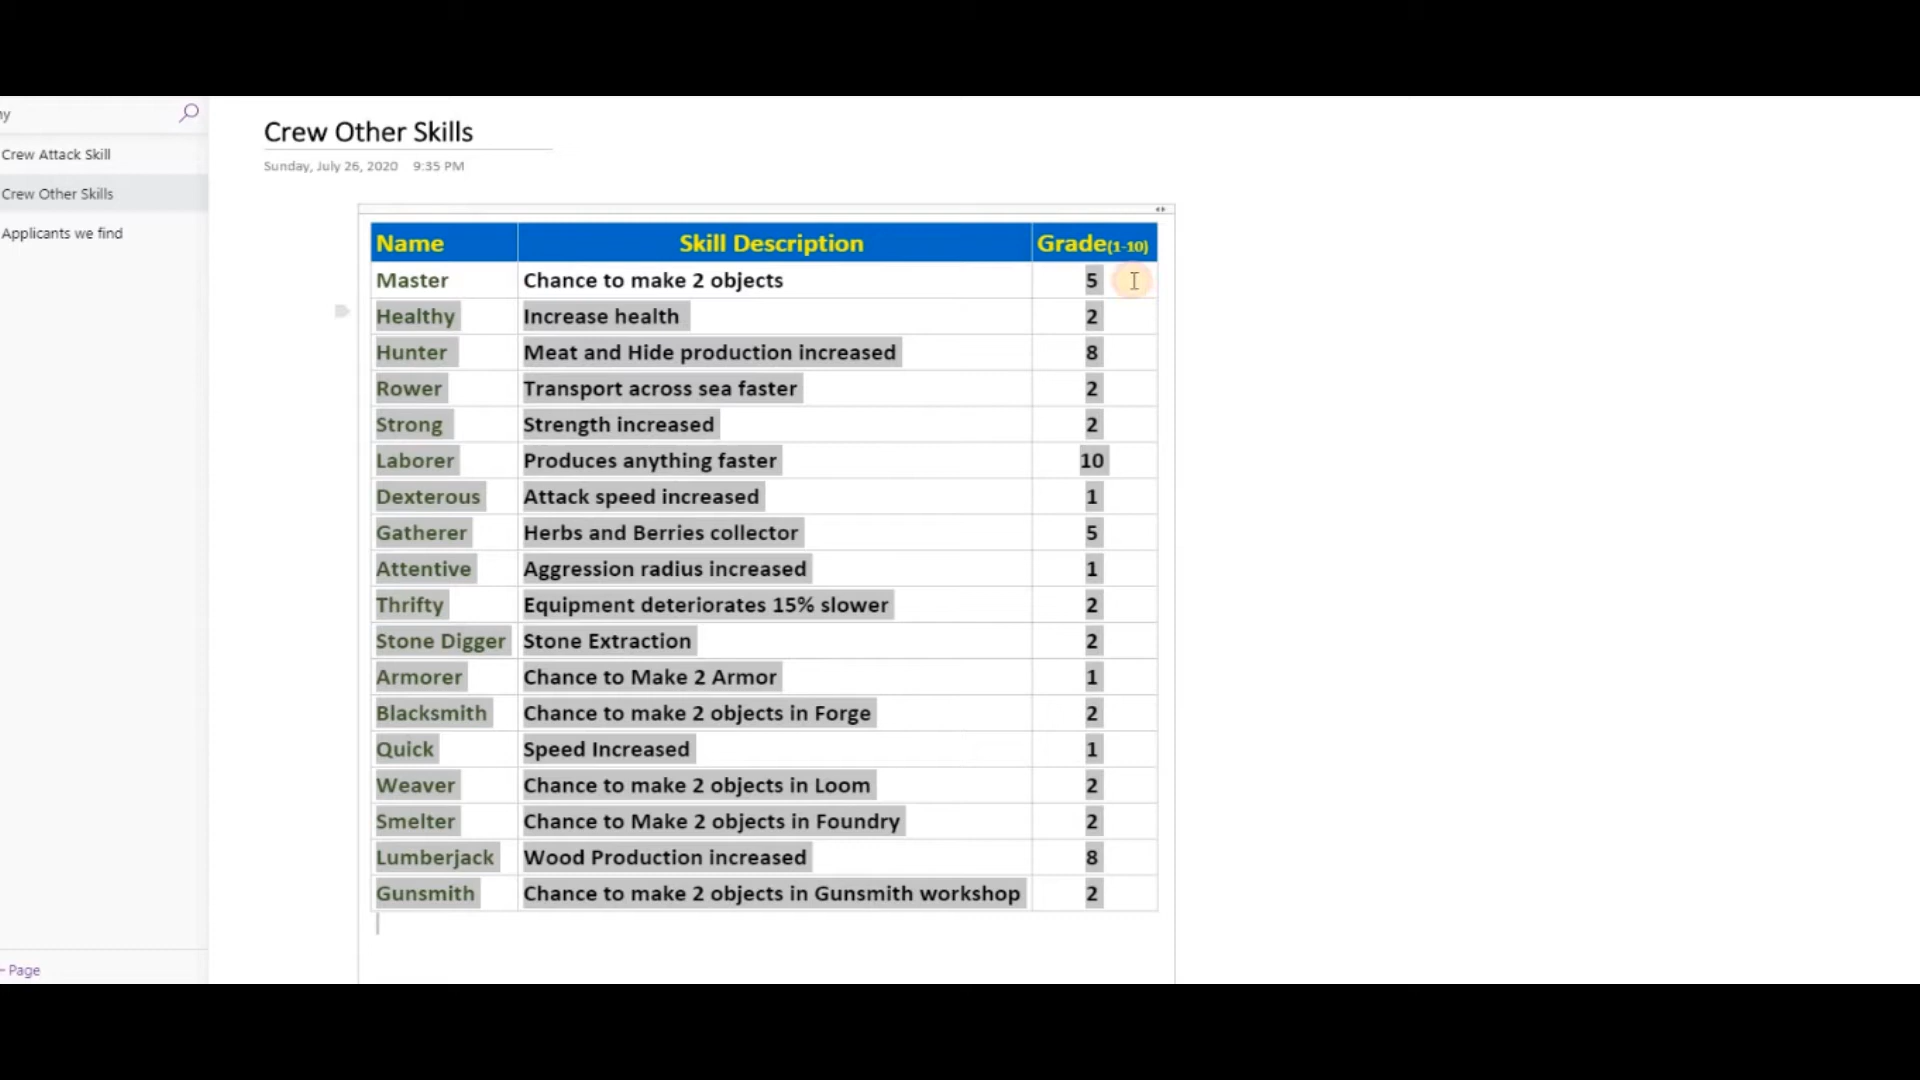 ny
Crew Attack Skill
Crew Other Skills
Applicants we find
Page
Crew Other Skills
Sunday, July 26, 2020 9:35 PM
Name Skill Description Grade(1-10)
Master Chance to make 2 objects 5
Healthy Increase health 2
Hunter Meat and Hide production increased 8
Rower Transport across sea faster 2
Strong Strength increased 2
Laborer Produces anything faster 10
Dexterous Attack speed increased 1
Gatherer Herbs and Berries collector 5
Attentive Aggression radius increased 1
Thrifty Equipment deteriorates 15% slower 2
Stone Digger Stone Extraction 2
Armorer Chance to Make 2 Armor 1
Blacksmith Chance to make 2 objects in Forge 2
Quick Speed Increased 1
Weaver Chance to make 2 objects in Loom 2
Smelter Chance to Make 2 objects in Foundry 2
Lumberjack Wood Production increased 8
Gunsmith Chance to make 2 objects in Gunsmith workshop 2